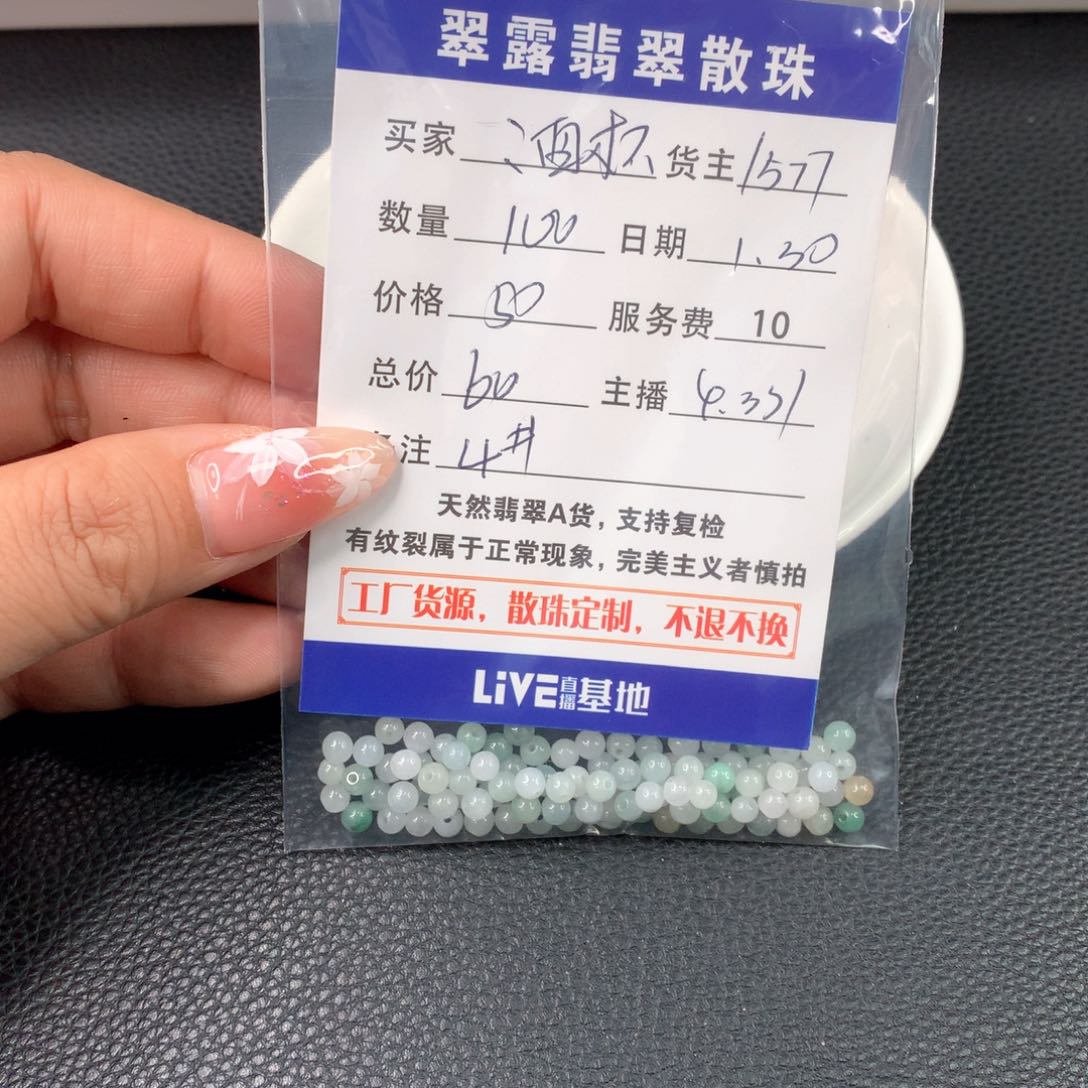 翠露翡翠散珠
买家 酒杯 货主 1577
数量 100 日期 1.30
价格 50 服务费 10
总价 60 主播
注 4#
天然翡翠A货，支持复检
有纹裂属于正常现象，完美主义者慎拍
工厂货源，散珠定制，不退不换
LiVE直播基地